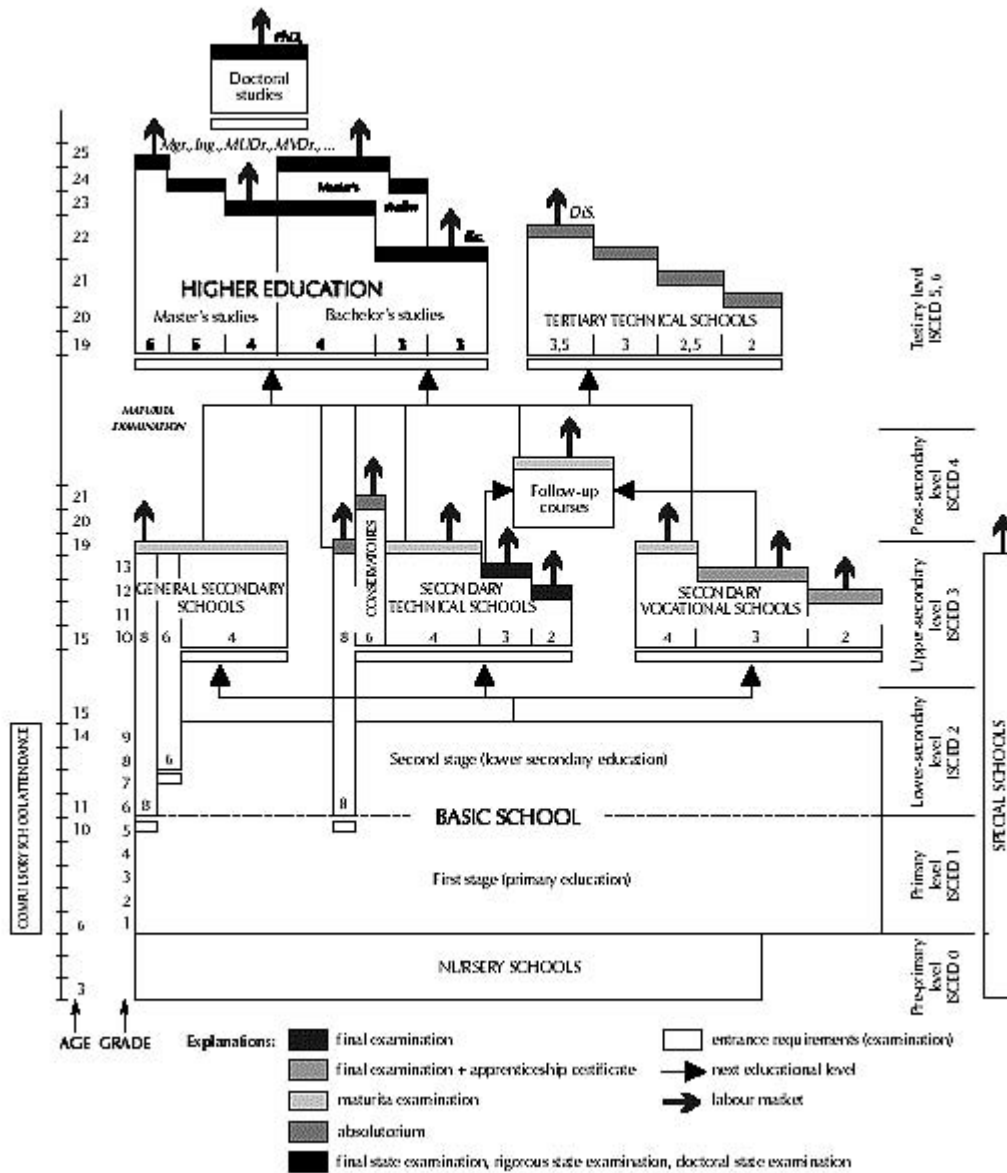 Ph.D.
Doctoral
studies
Mgr., Ing., MUDr., MVDr., ...
25
24
23
22
21
20
19
Master's
studies
Bc.
HIGHER EDUCATION
Master's studies
Bachelor's studies
6 5 4 4 3 3
DiS.
TERTIARY TECHNICAL SCHOOLS
3,5 3 2,5 2
Tertiary level
ISCED 5, 6
MATURITA
EXAMINATION
Follow-up
courses
Post-secondary
level
ISCED 4
21
20
19
15
13
12
11
10
GENERAL SECONDARY
SCHOOLS
8 6 4
8
CONSERVATOIRES
6
SECONDARY
TECHNICAL SCHOOLS
4 3 2
SECONDARY
VOCATIONAL SCHOOLS
4 3 2
Upper-secondary
level
ISCED 3
15
14
11
10
6
3
9
8
7
6
5
4
3
2
1
6
8
8
Second stage (lower secondary education)
Lower-secondary
level
ISCED 2
BASIC SCHOOL
First stage (primary education)
Primary
level
ISCED 1
NURSERY SCHOOLS
Pre-primary
level
ISCED 0
COMPULSORY SCHOOL ATTENDANCE
SPECIAL SCHOOLS
AGE GRADE
Explanations:
final examination
final examination + apprenticeship certificate
maturita examination
absolutorium
final state examination, rigorous state examination, doctoral state examination
entrance requirements (examination)
next educational level
labour market